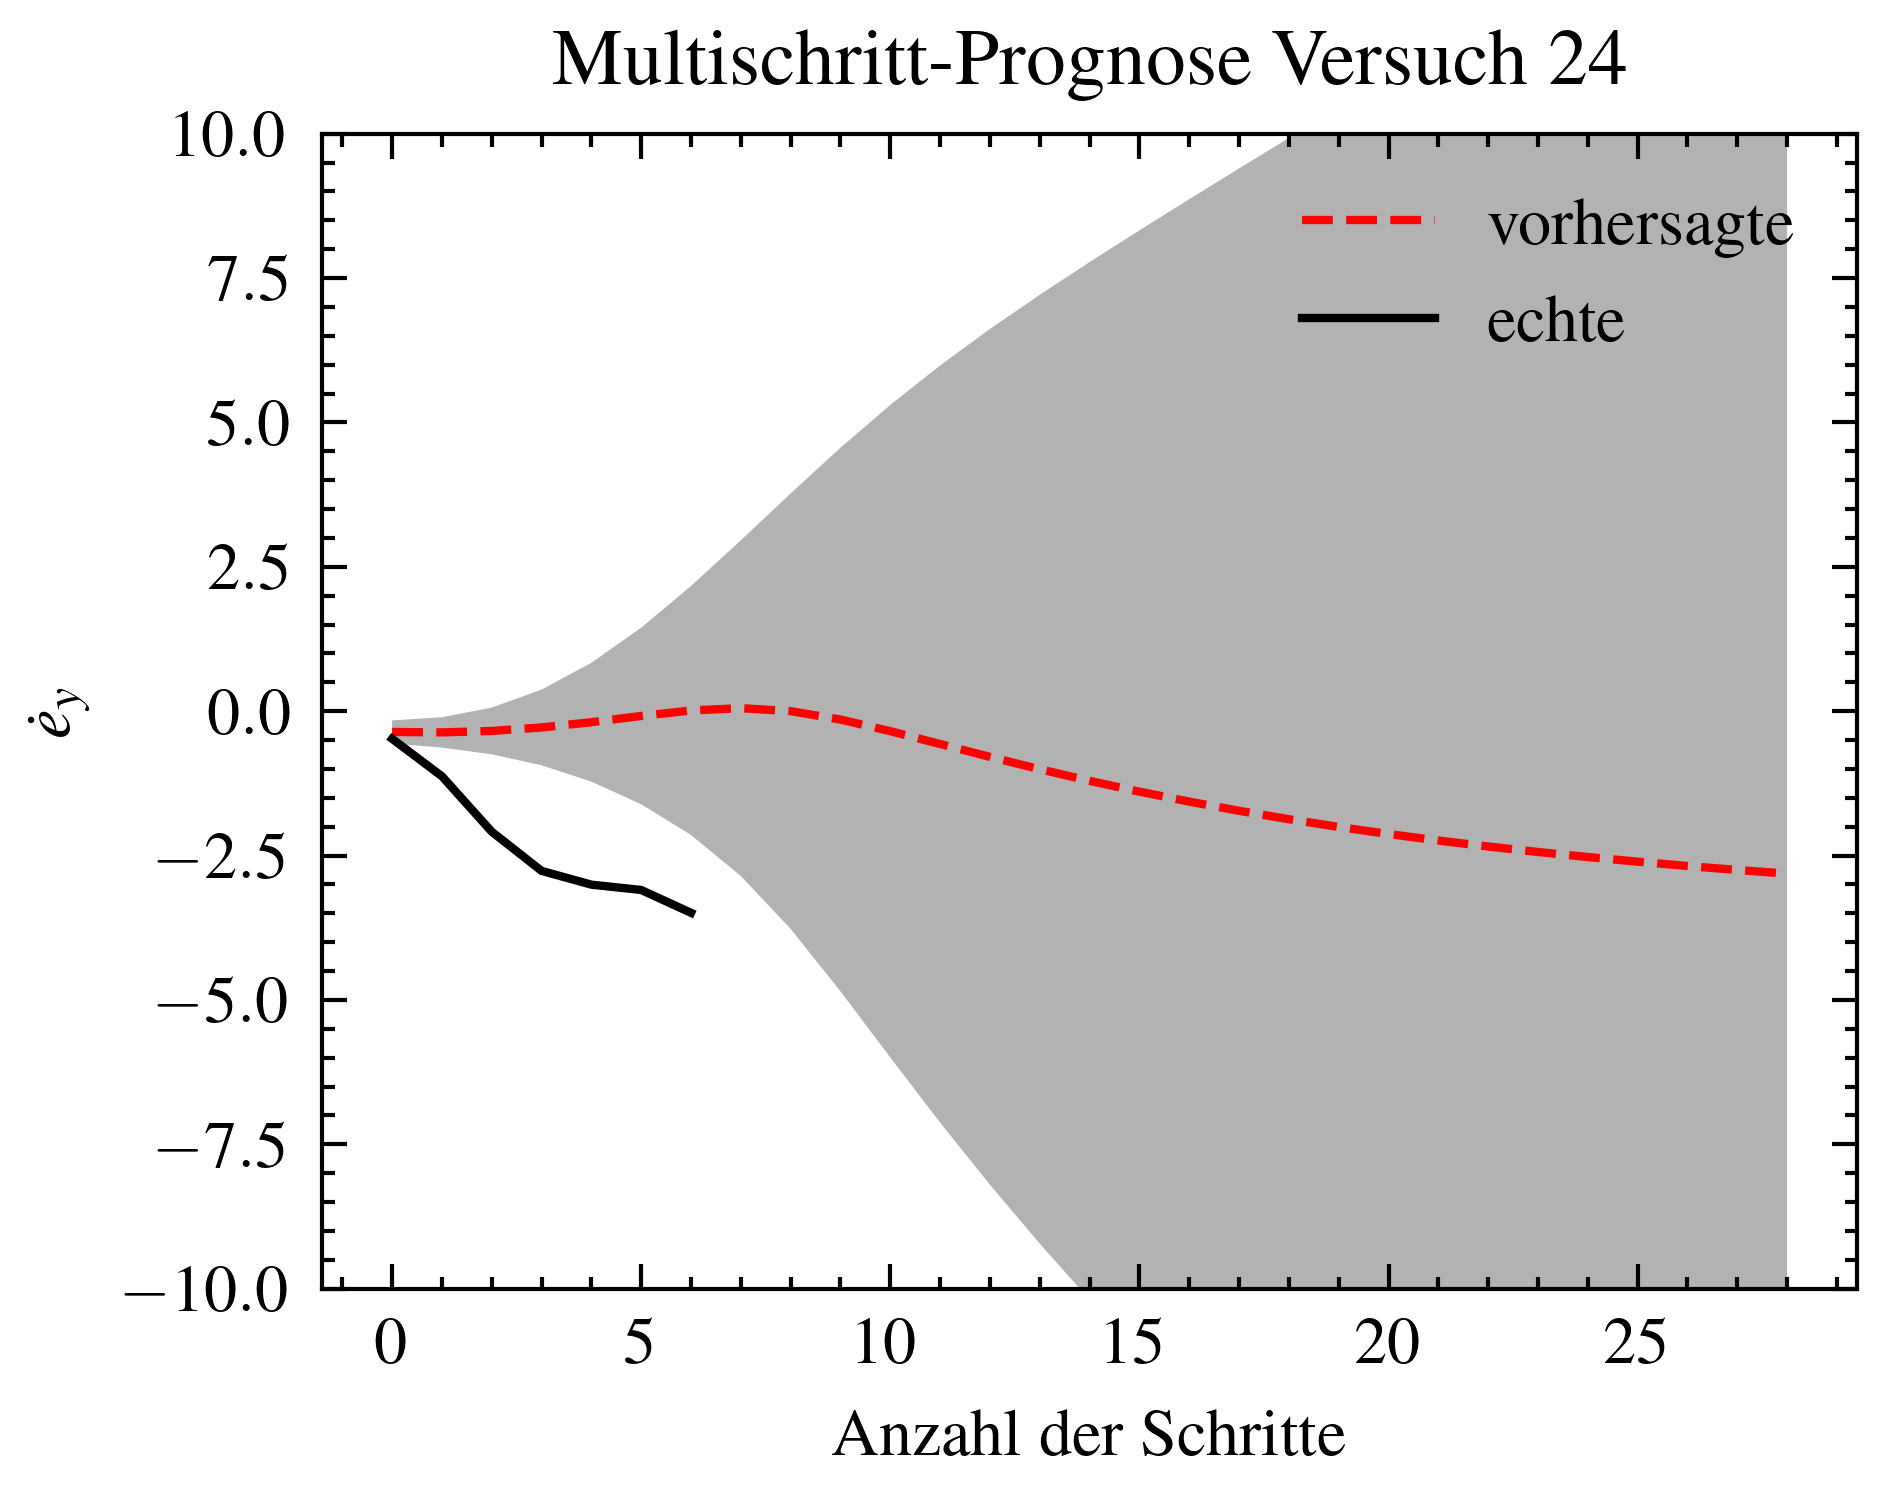 Multischritt-Prognose Versuch 24
10.0
7.5
5.0
2.5
0.0
−2.5
−5.0
−7.5
−10.0
ė_y
vorhersagte
echte
0 5 10 15 20 25
Anzahl der Schritte